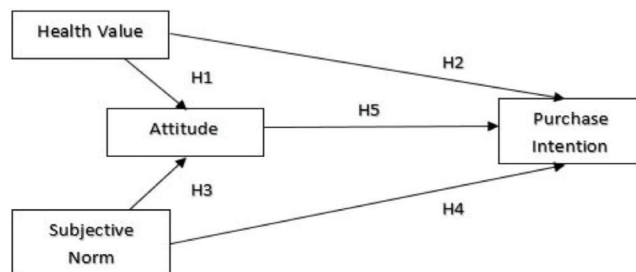 Health Value
H2
H1
H5
Attitude
Purchase
Intention
H3
H4
Subjective
Norm